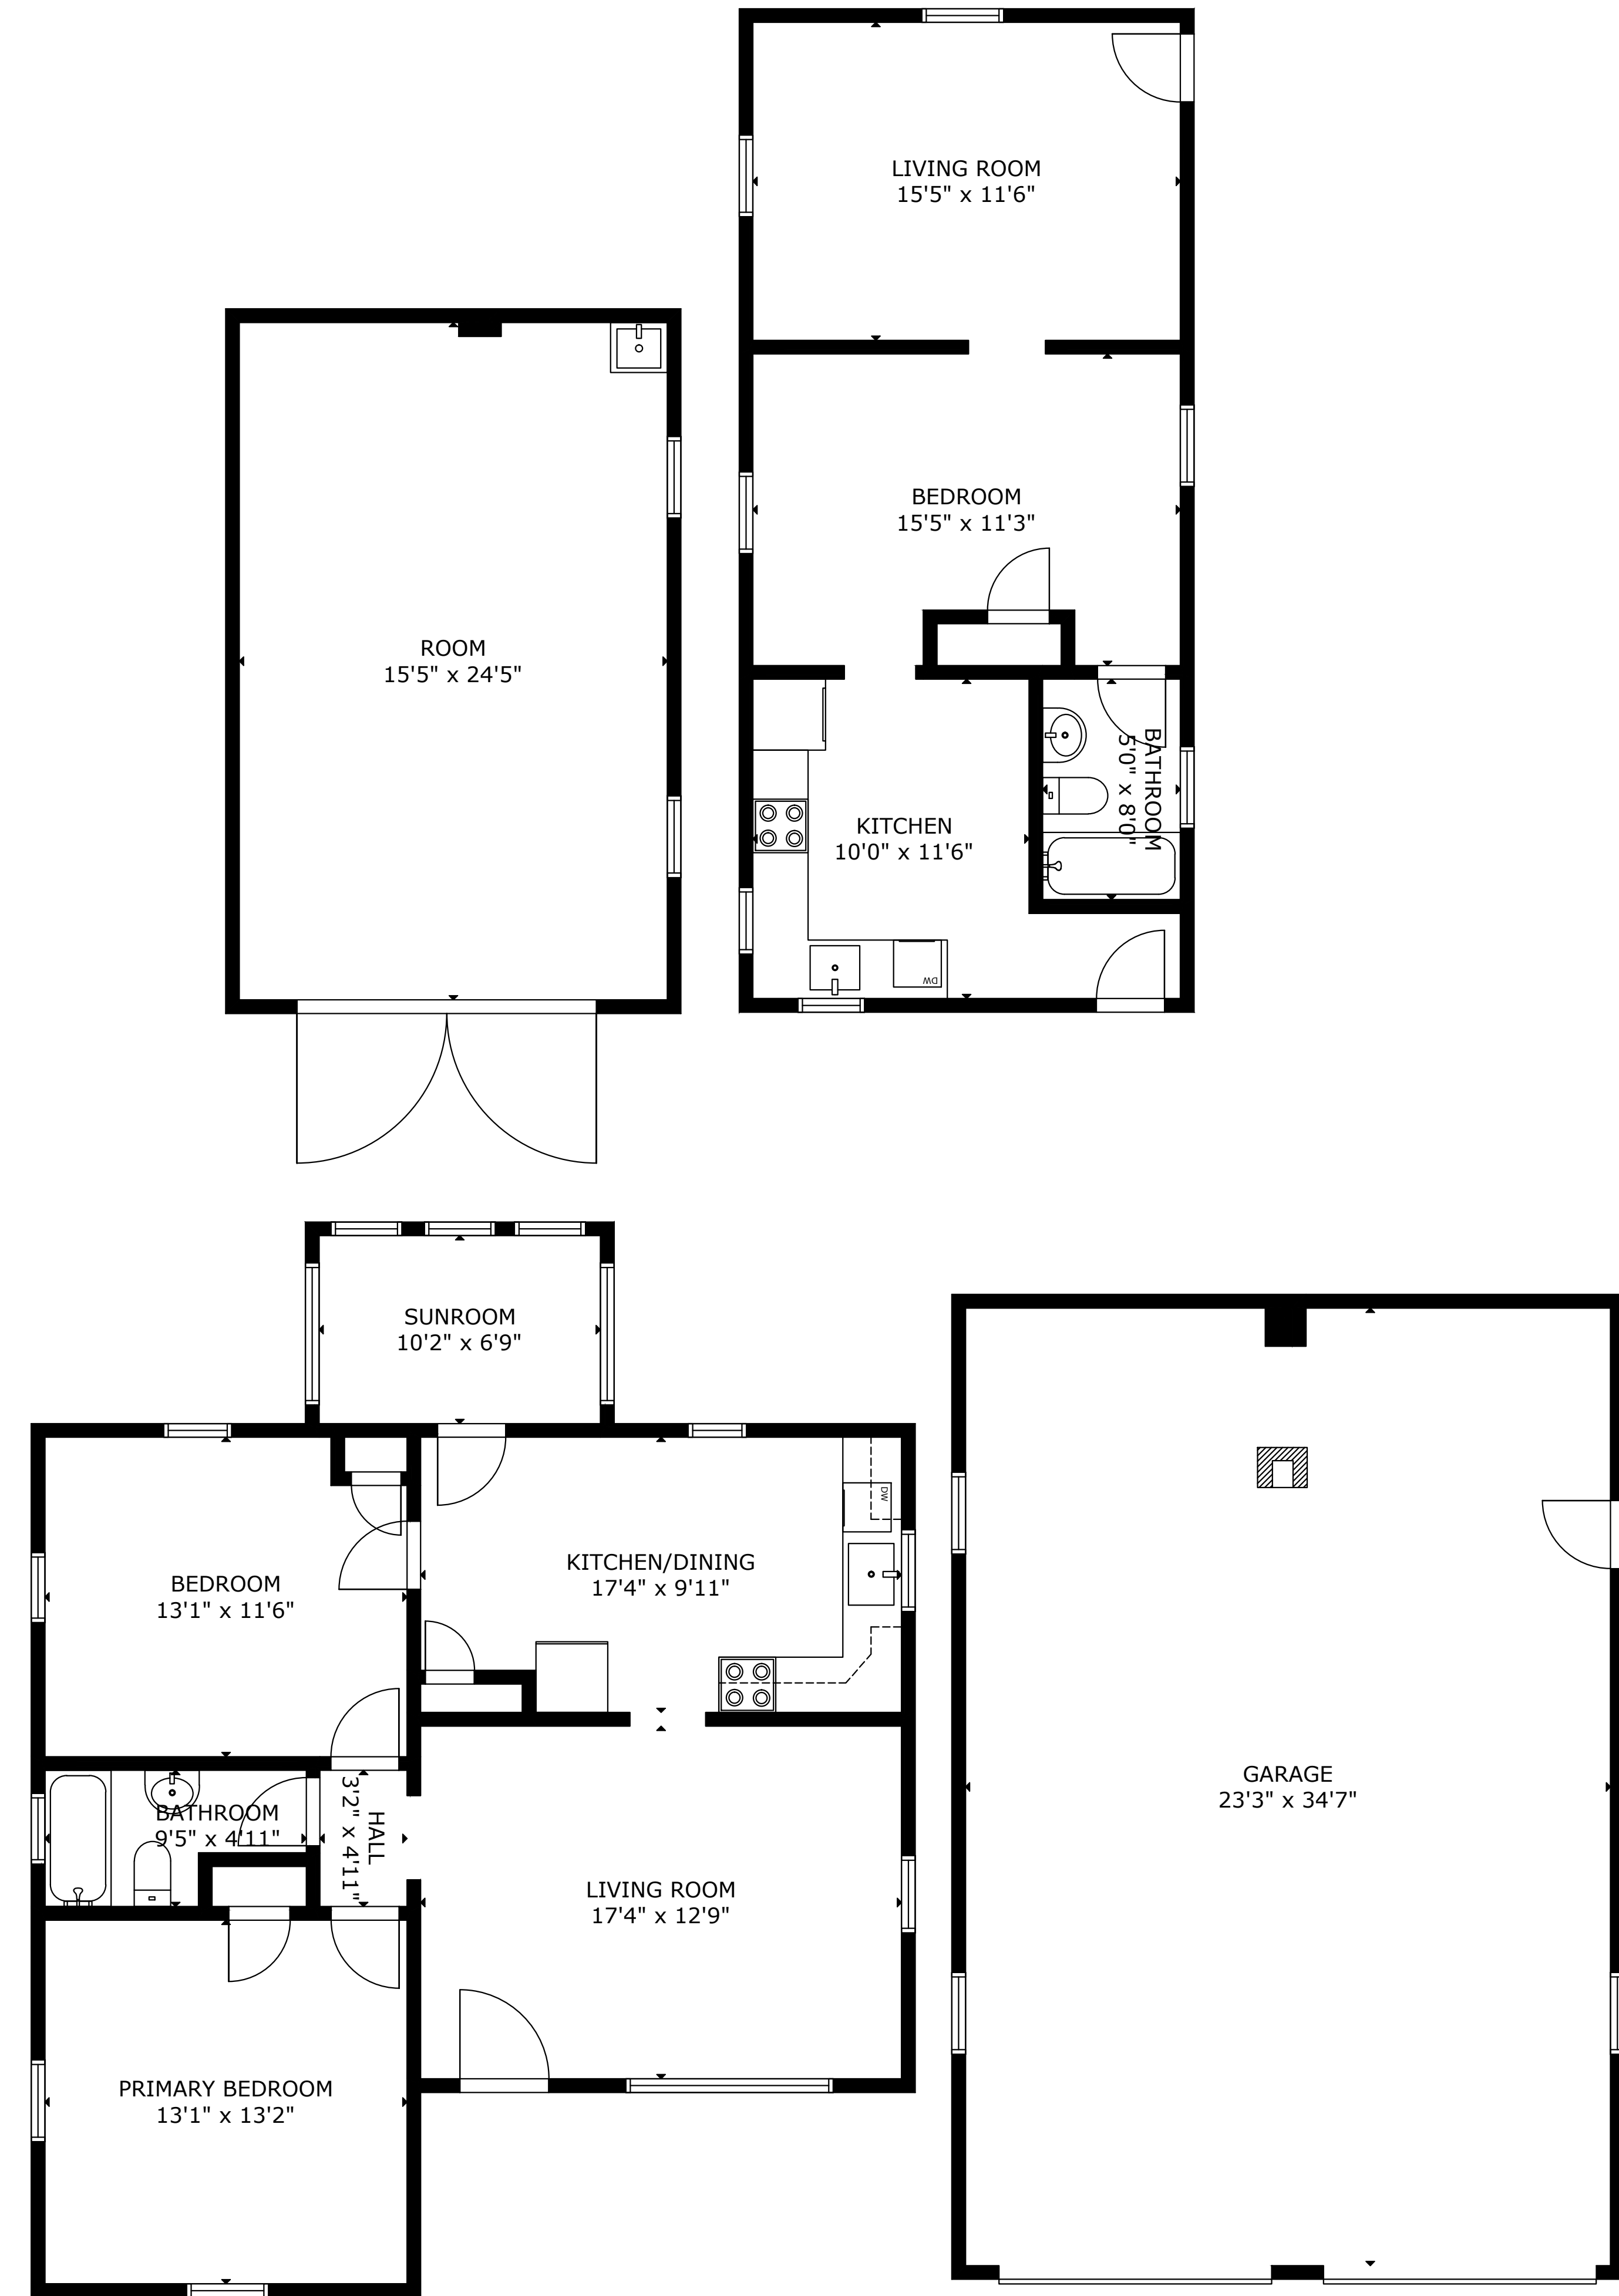 LIVING ROOM
15'5" x 11'6"
BEDROOM
15'5" x 11'3"
ROOM
15'5" x 24'5"
KITCHEN
10'0" x 11'6"
BATHROOM
5'0" x 8'0"
DW
SUNROOM
10'2" x 6'9"
BEDROOM
13'1" x 11'6"
KITCHEN/DINING
17'4" x 9'11"
DW
BATHROOM
9'5" x 4'11"
HALL
3'2" x 4'11"
LIVING ROOM
17'4" x 12'9"
PRIMARY BEDROOM
13'1" x 13'2"
GARAGE
23'3" x 34'7"